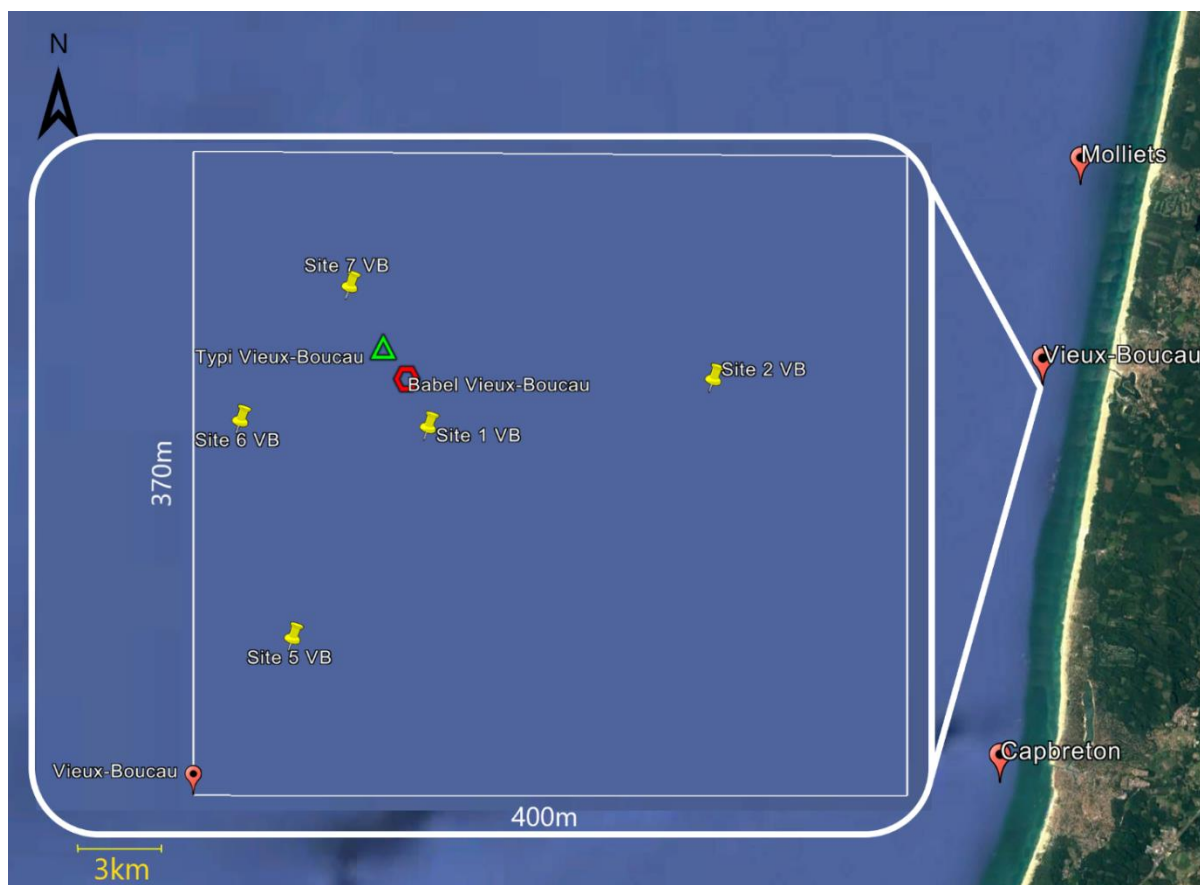 N
Molliets
Site 7 VB
Typi Vieux-Boucau
Vieux-Boucau
Babel Vieux-Boucau
Site 2 VB
Site 6 VB
Site 1 VB
370m
Site 5 VB
Capbreton
Vieux-Boucau
400m
3km